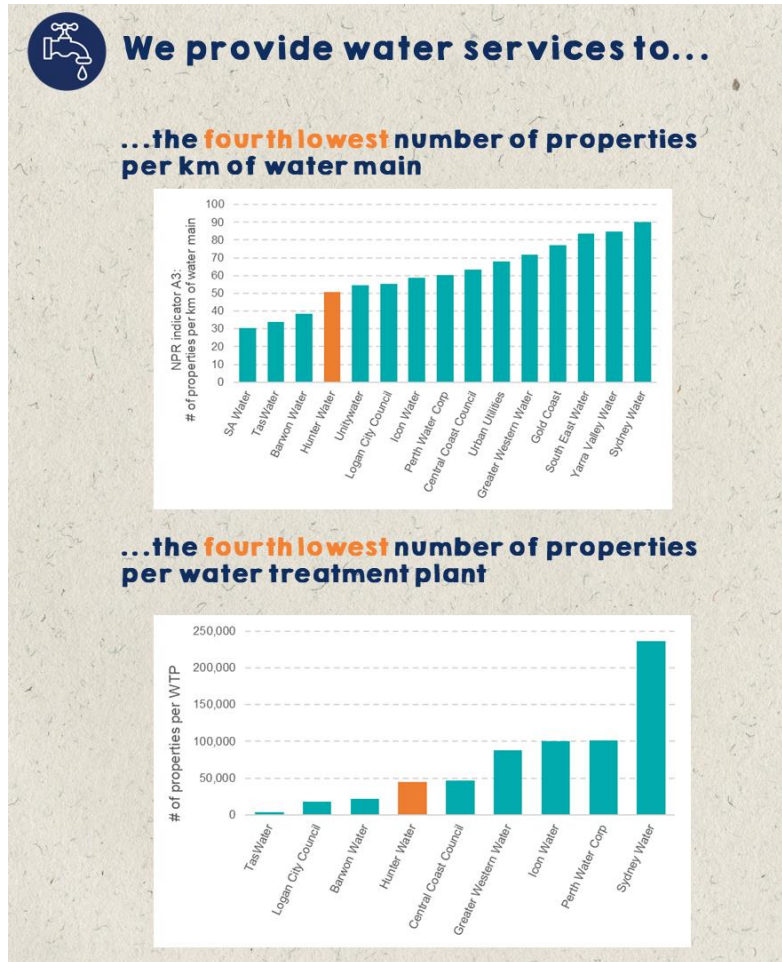 We provide water services to...
...the fourth lowest number of properties
per km of water main
NPR indicator A3:
# of properties per km of water main
100
90
80
70
60
50
40
30
20
10
0
SA Water
TasWater
Barwon Water
Hunter Water
Unitywater
Logan City Council
Icon Water
Perth Water Corp
Central Coast Council
Urban Utilities
Greater Western Water
Gold Coast
South East Water
Yarra Valley Water
Sydney Water
...the fourth lowest number of properties
per water treatment plant
# of properties per WTP
250,000
200,000
150,000
100,000
50,000
0
TasWater
Logan City Council
Barwon Water
Hunter Water
Central Coast Council
Greater Western Water
Icon Water
Perth Water Corp
Sydney Water